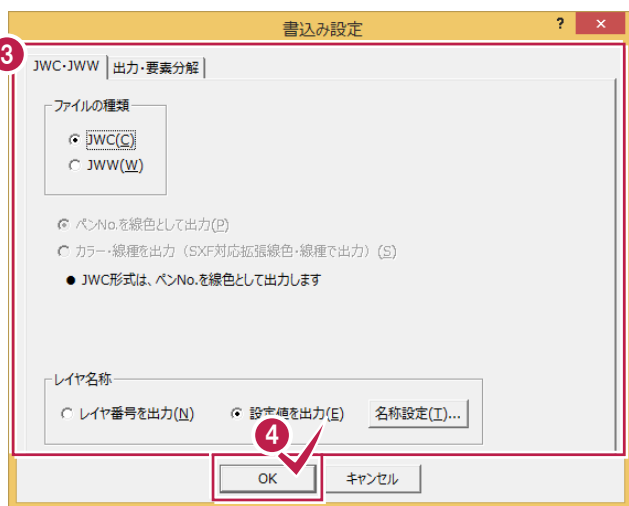 書込み設定
? ×
3
JWC・JWW 出力・要素分解
ファイルの種類
JWC(C)
JWW(W)
ペンNo.を線色として出力(P)
カラー・線種を出力（SXF対応拡張線色・線種で出力）(S)
● JWC形式は、ペンNo.を線色として出力します
レイヤ名称
レイヤ番号を出力(N) 設定値を出力(E) 名称設定(T)...
4
OK キャンセル